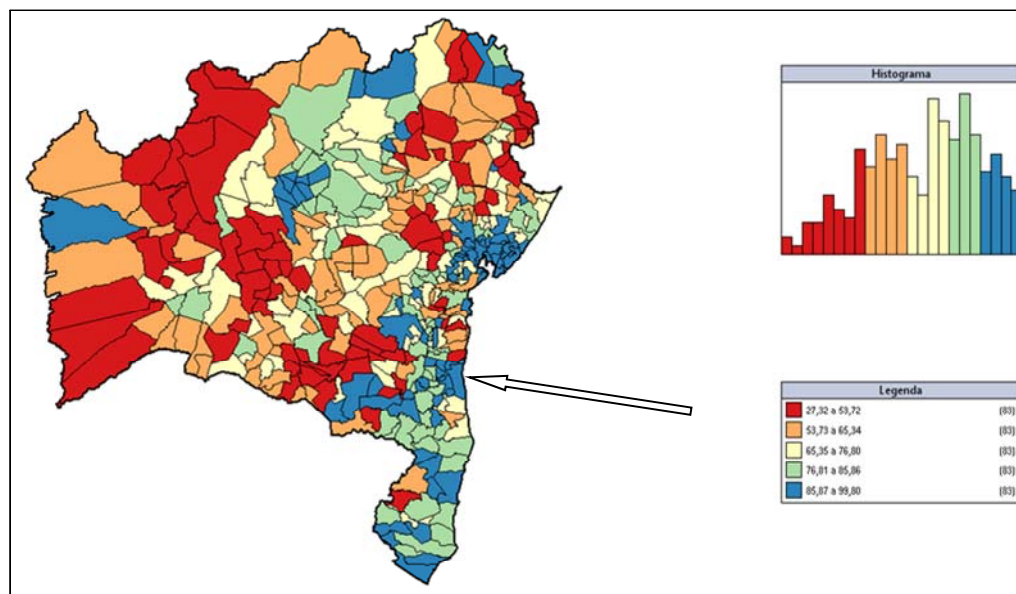 Histograma
Legenda
27,32 a 53,72 (83)
53,73 a 65,34 (83)
65,35 a 76,80 (83)
76,81 a 85,86 (83)
85,87 a 99,80 (83)